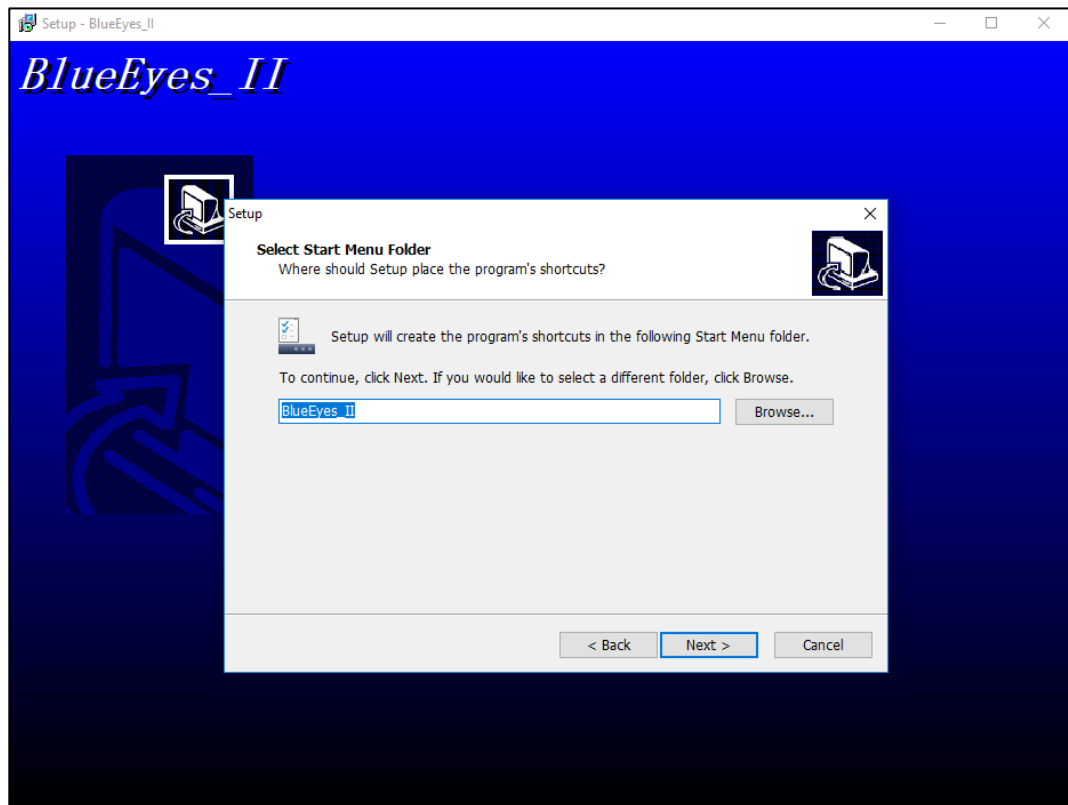 Setup - BlueEyes_II
BlueEyes_II
Setup
Select Start Menu Folder
Where should Setup place the program's shortcuts?
Setup will create the program's shortcuts in the following Start Menu folder.
To continue, click Next. If you would like to select a different folder, click Browse.
BlueEyes_II
Browse...
< Back
Next >
Cancel